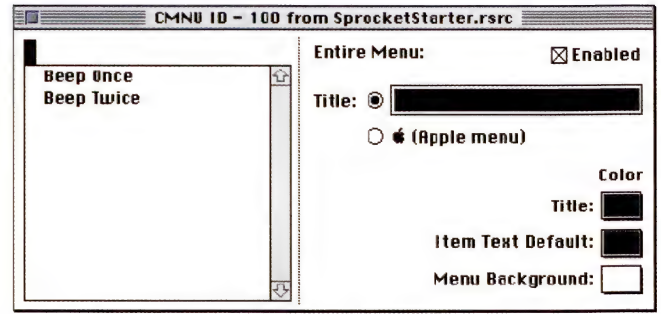 CMNU ID – 100 from SprocketStarter.rsrc
Beep Once
Beep Twice
Entire Menu:
Enabled
Title:
(Apple menu)
Color
Title:
Item Text Default:
Menu Background: